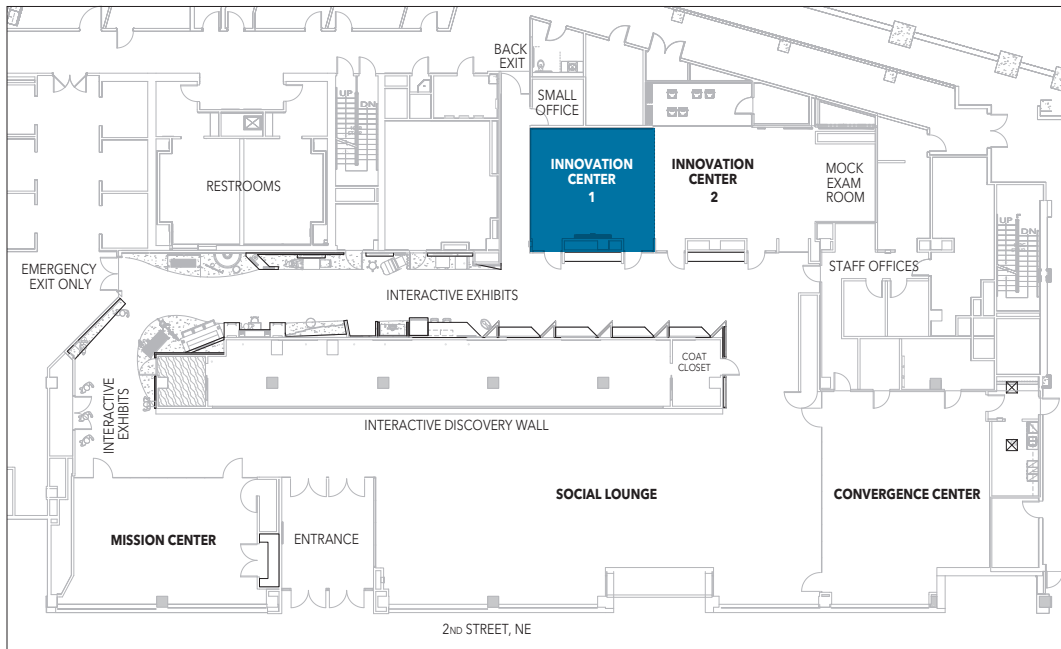 BACK
EXIT
UP
DN
SMALL
OFFICE
RESTROOMS
INNOVATION
CENTER
1
INNOVATION
CENTER
2
MOCK
EXAM
ROOM
UP
DN
EMERGENCY
EXIT ONLY
STAFF OFFICES
INTERACTIVE EXHIBITS
COAT
CLOSET
INTERACTIVE
EXHIBITS
INTERACTIVE DISCOVERY WALL
SOCIAL LOUNGE
CONVERGENCE CENTER
MISSION CENTER
ENTRANCE
2ND STREET, NE